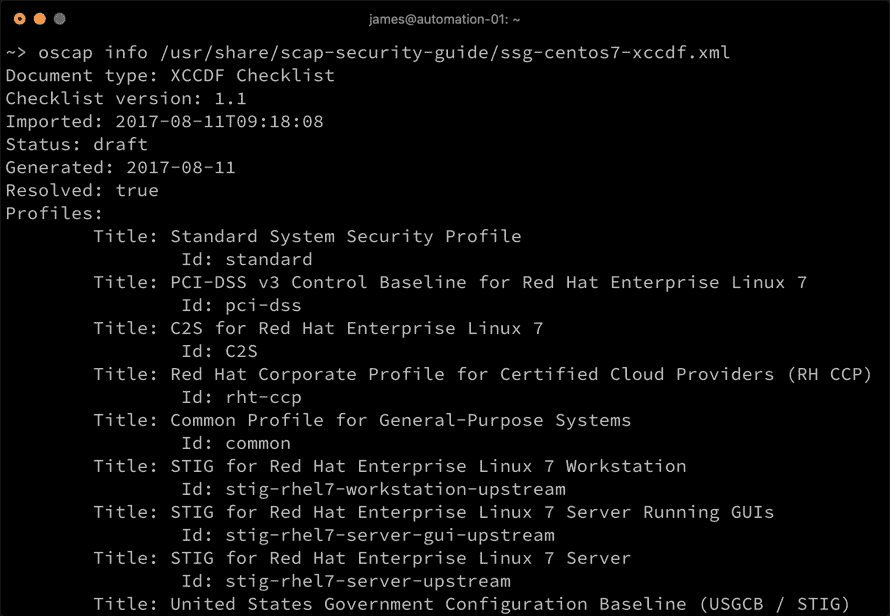 james@automation-01: ~
~> oscap info /usr/share/scap-security-guide/ssg-centos7-xccdf.xml
Document type: XCCDF Checklist
Checklist version: 1.1
Imported: 2017-08-11T09:18:08
Status: draft
Generated: 2017-08-11
Resolved: true
Profiles:
Title: Standard System Security Profile
Id: standard
Title: PCI-DSS v3 Control Baseline for Red Hat Enterprise Linux 7
Id: pci-dss
Title: C2S for Red Hat Enterprise Linux 7
Id: C2S
Title: Red Hat Corporate Profile for Certified Cloud Providers (RH CCP)
Id: rht-ccp
Title: Common Profile for General-Purpose Systems
Id: common
Title: STIG for Red Hat Enterprise Linux 7 Workstation
Id: stig-rhel7-workstation-upstream
Title: STIG for Red Hat Enterprise Linux 7 Server Running GUIs
Id: stig-rhel7-server-gui-upstream
Title: STIG for Red Hat Enterprise Linux 7 Server
Id: stig-rhel7-server-upstream
Title: United States Government Configuration Baseline (USGCB / STIG)